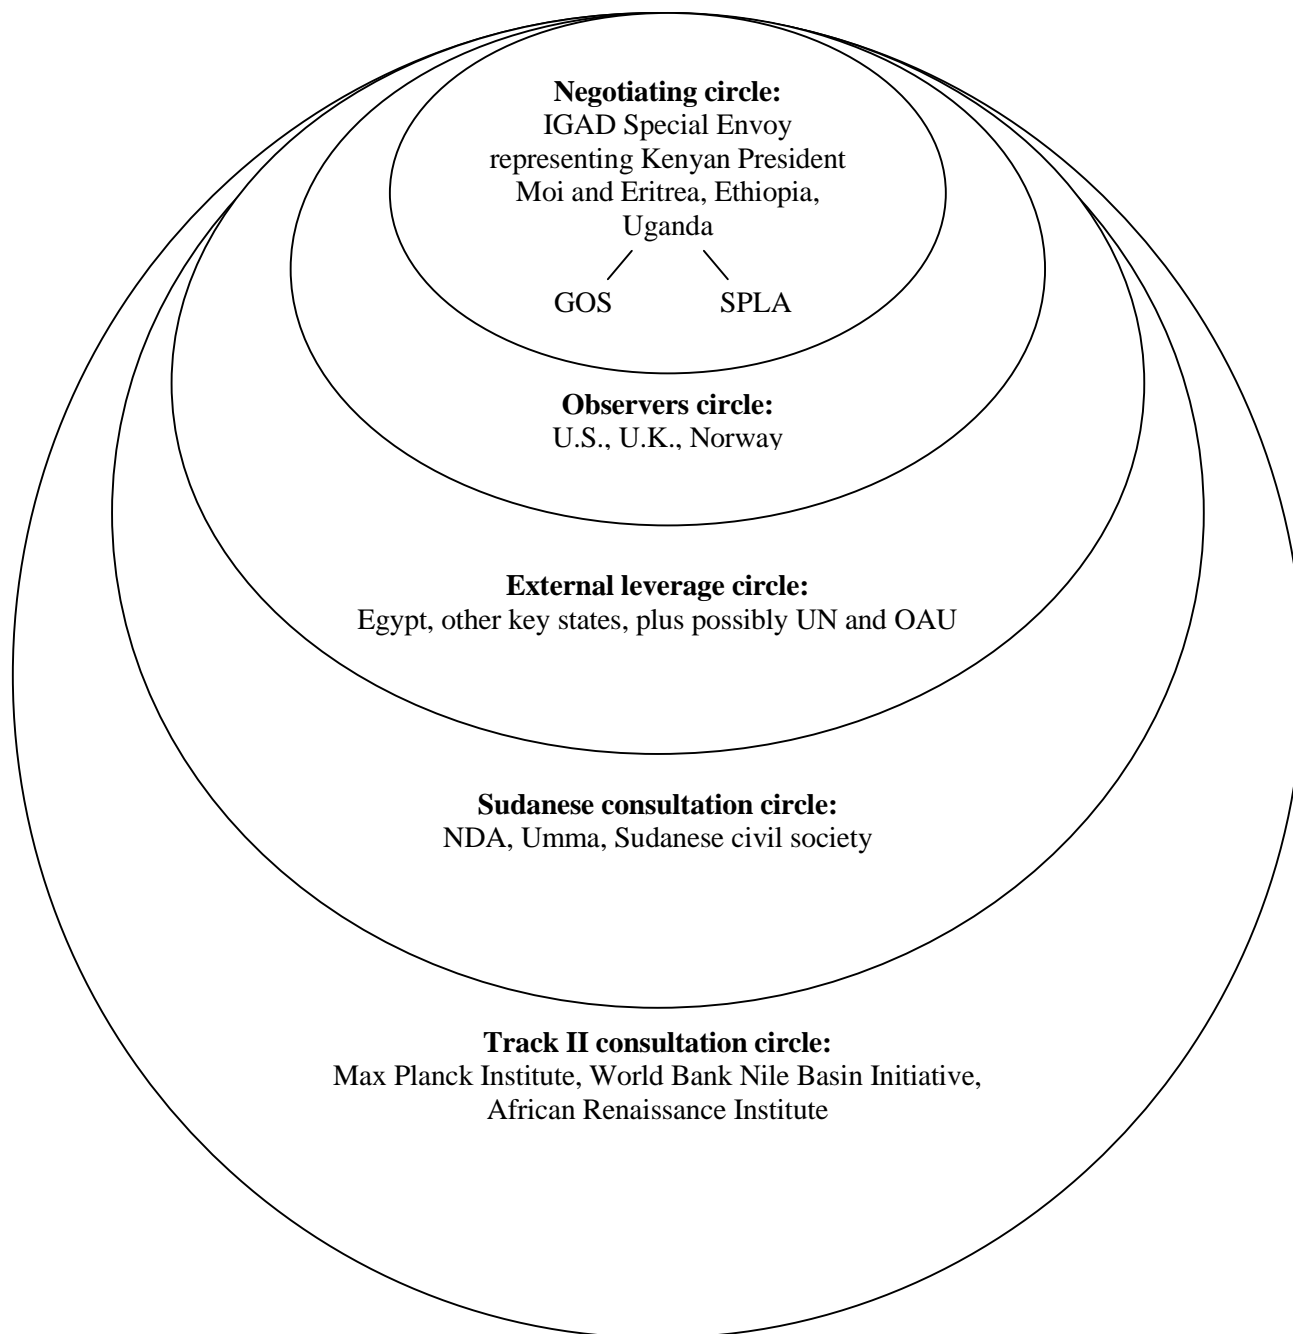 Negotiating circle:
IGAD Special Envoy
representing Kenyan President
Moi and Eritrea, Ethiopia,
Uganda
GOS SPLA
Observers circle:
U.S., U.K., Norway
External leverage circle:
Egypt, other key states, plus possibly UN and OAU
Sudanese consultation circle:
NDA, Umma, Sudanese civil society
Track II consultation circle:
Max Planck Institute, World Bank Nile Basin Initiative,
African Renaissance Institute